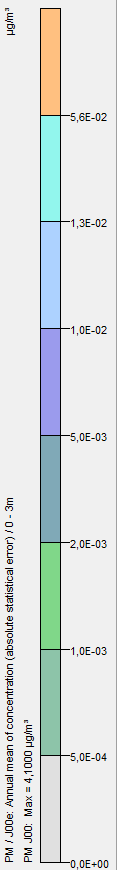 µg/m³
5,6E-02
1,3E-02
1,0E-02
5,0E-03
2,0E-03
1,0E-03
5,0E-04
0,0E+00
PM / J00e: Annual mean of concentration (absolute statistical error) / 0 - 3m
PM J00: Max = 4,1000 µg/m³